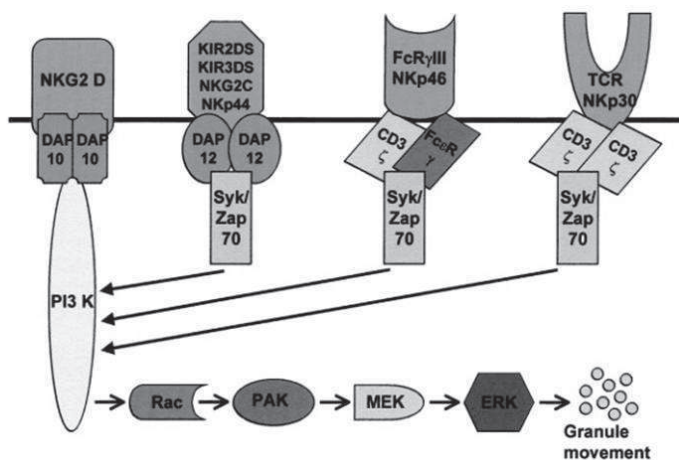 NKG2 D
DAP
10
DAP
10
PI3 K
KIR2DS
KIR3DS
NKG2C
NKp44
DAP
12
DAP
12
Syk/
Zap
70
FcRγIII
NKp46
CD3
ζ
FcεR
γ
Syk/
Zap
70
TCR
NKp30
CD3
ζ
CD3
ζ
Syk/
Zap
70
Rac
PAK
MEK
ERK
Granule
movement